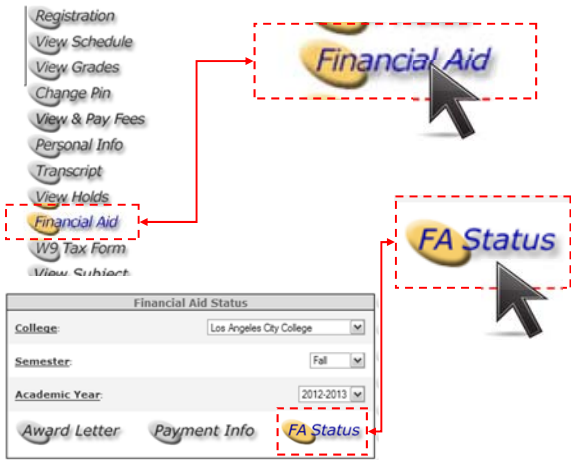 Registration
View Schedule
View Grades
Change Pin
View & Pay Fees
Personal Info
Transcript
View Holds
Financial Aid
W9 Tax Form
View Subject
Financial Aid
FA Status
Financial Aid Status
College: Los Angeles City College
Semester: Fall
Academic Year: 2012-2013
Award Letter Payment Info FA Status